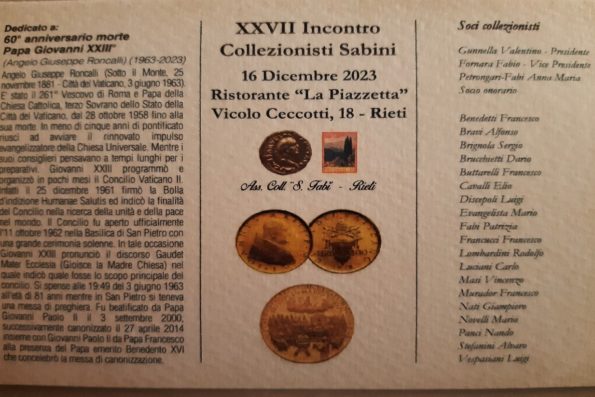 Dedicato a:
60° anniversario morte
Papa Giovanni XXIII°
(Angelo Giuseppe Roncalli) (1963-2023)
Angelo Giuseppe Roncalli (Sotto il Monte, 25
novembre 1881 - Città del Vaticano, 3 giugno 1963).
E' stato il 261° Vescovo di Roma e Papa della
Chiesa Cattolica, terzo Sovrano dello Stato della
Città del Vaticano, dal 28 ottobre 1958 fino alla
sua morte. In meno di cinque anni di pontificato
riuscì ad avviare il rinnovato impulso
evangelizzatore della Chiesa Universale. Mentre i
suoi consiglieri pensavano a tempi lunghi per i
preparativi. Giovanni XXIII programmò e
organizzò in pochi mesi il Concilio Vaticano II.
Infatti il 25 dicembre 1961 firmò la Bolla
d'indizione Humanae Salutis ed indicò la finalità
del Concilio nella ricerca della unità e della pace
nel mondo. Il Concilio fu aperto ufficialmente
l'11 ottobre 1962 nella Basilica di San Pietro con
una grande cerimonia solenne. In tale occasione
Giovanni XXIII pronunciò il discorso Gaudet
Mater Ecclesia (Gioisce la Madre Chiesa) nel
quale indicò quale fosse lo scopo principale del
concilio. Si spense alle 19:49 del 3 giugno 1963
all'età di 81 anni mentre in San Pietro si teneva
una messa di preghiera. Fu beatificato da Papa
Giovanni Paolo II il 3 settembre 2000,
successivamente canonizzato il 27 aprile 2014
insieme con Giovanni Paolo II da Papa Francesco
alla presenza del Papa emerito Benedetto XVI
che concelebrò la messa di canonizzazione.
XXVII Incontro
Collezionisti Sabini
16 Dicembre 2023
Ristorante "La Piazzetta"
Vicolo Ceccotti, 18 - Rieti
Ass. Coll. "S. Fabi" - Rieti
Soci collezionisti
Gunnella Valentino - Presidente
Fornara Fabio - Vice Presidente
Petrongari-Fabi Anna Maria
Socio onorario
Benedetti Francesco
Bravi Alfonso
Brignola Sergio
Brucchietti Dario
Buttarelli Francesco
Cavalli Elio
Discepoli Luigi
Evangelista Mario
Fabi Patrizia
Francucci Francesco
Lombardini Rodolfo
Luciani Carlo
Masi Vincenzo
Murador Francesco
Nati Giampiero
Novelli Mario
Panci Nando
Stefanini Alvaro
Vespasiani Luigi